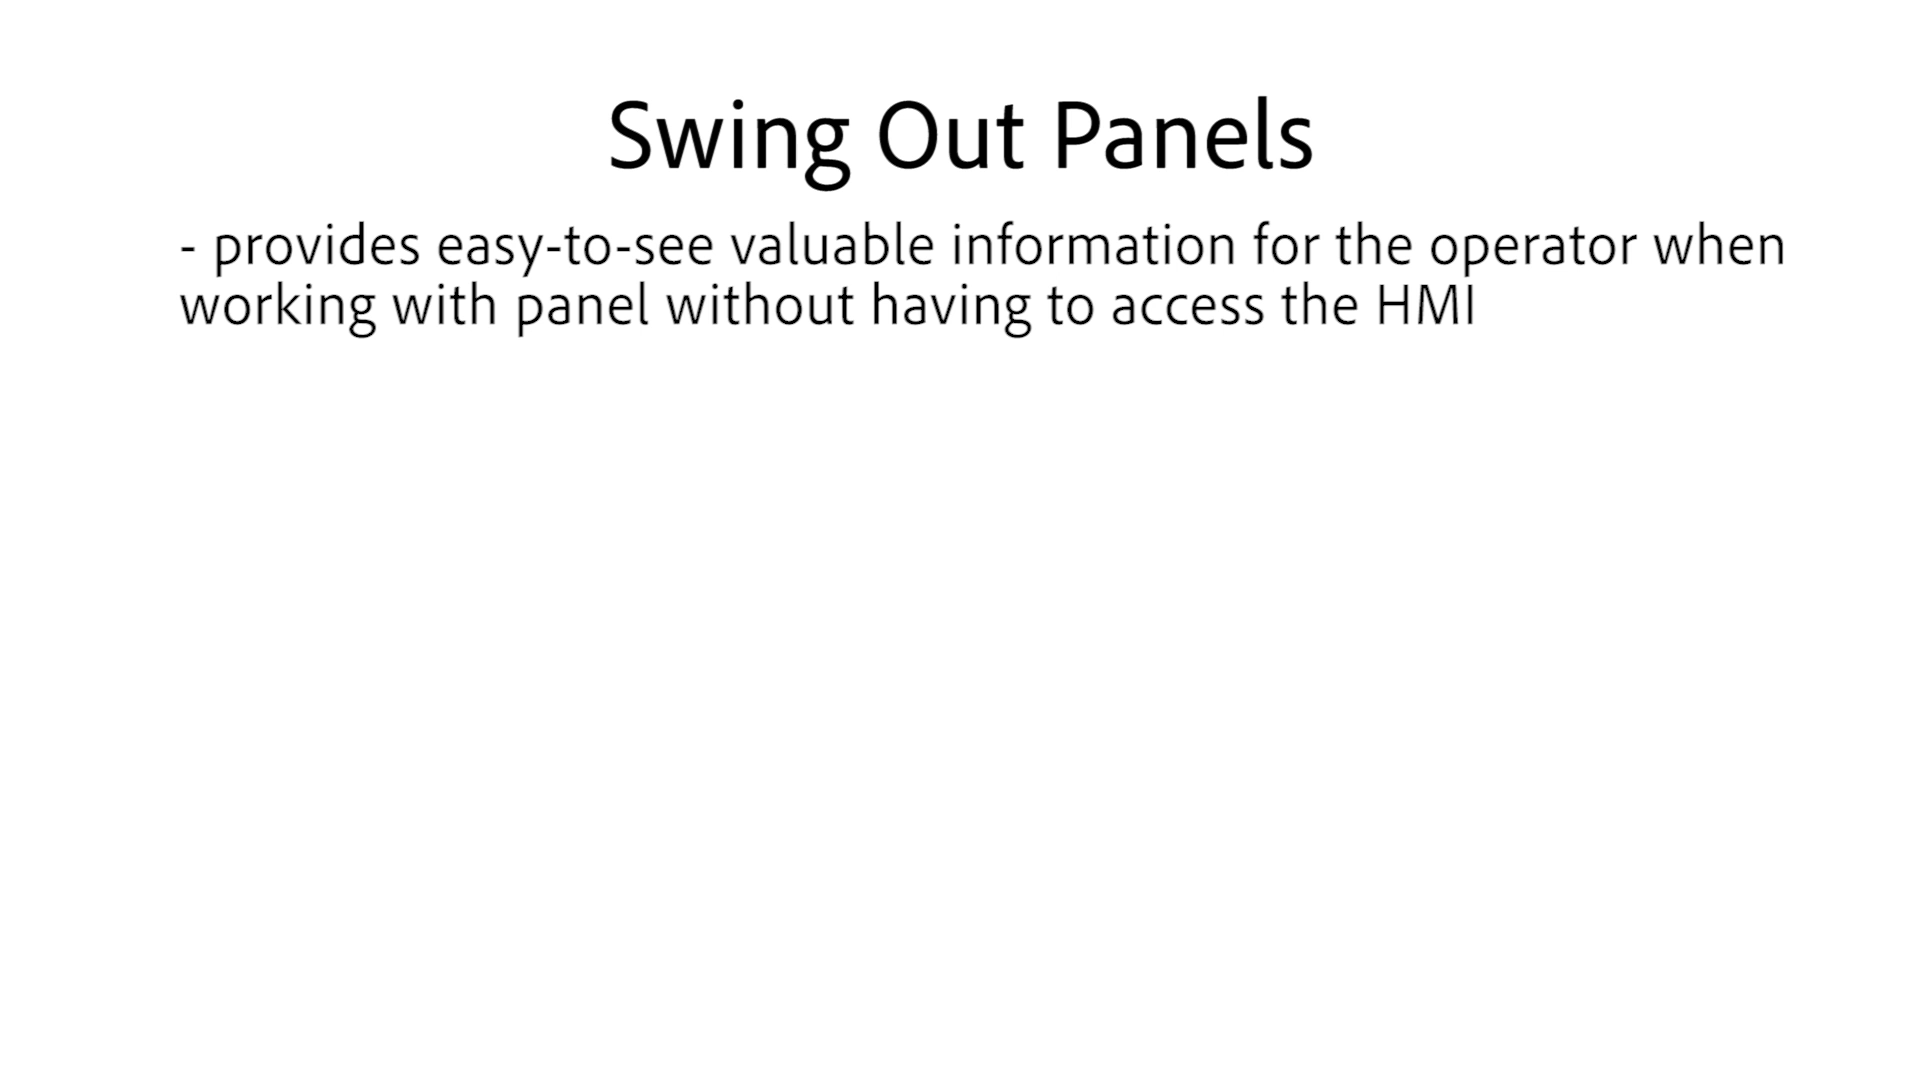 Swing Out Panels
- provides easy-to-see valuable information for the operator when
working with panel without having to access the HMI